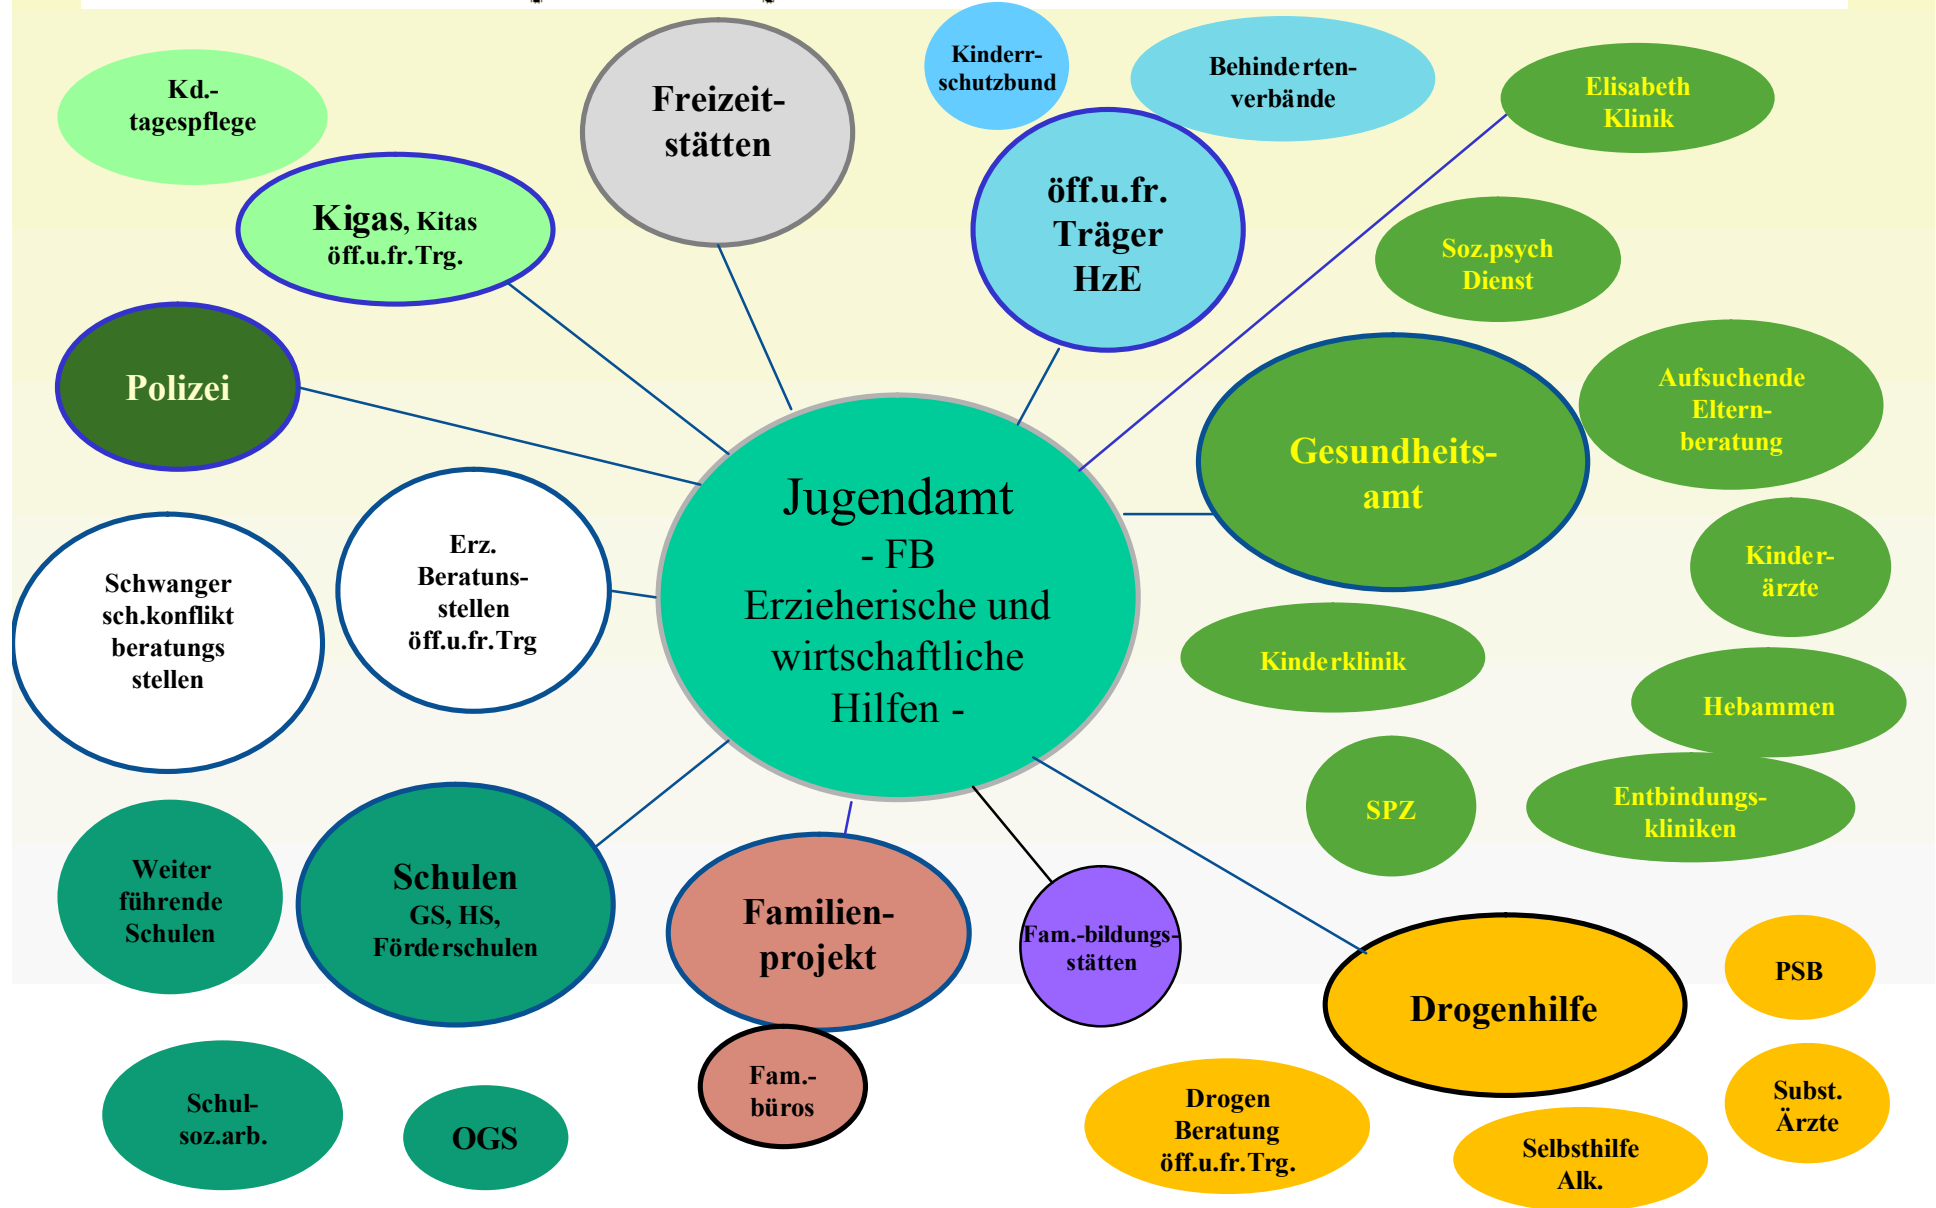 Kd.-
tagespflege
Freizeit-
stätten
Kinderr-
schutzbund
Behinderten-
verbände
Elisabeth
Klinik
Kigas, Kitas
öff.u.fr.Trg.
öff.u.fr.
Träger
HzE
Soz.psych
Dienst
Polizei
Aufsuchende
Eltern-
beratung
Gesundheits-
amt
Jugendamt
- FB
Erzieherische und
wirtschaftliche
Hilfen -
Erz.
Beratuns-
stellen
öff.u.fr.Trg
Schwanger
sch.konflikt
beratungs
stellen
Kinder-
ärzte
Kinderklinik
Hebammen
SPZ
Entbindungs-
kliniken
Weiter
führende
Schulen
Schulen
GS, HS,
Förderschulen
Familien-
projekt
Fam.-bildungs-
stätten
Drogenhilfe
PSB
Schul-
soz.arb.
OGS
Fam.-
büros
Drogen
Beratung
öff.u.fr.Trg.
Selbsthilfe
Alk.
Subst.
Ärzte